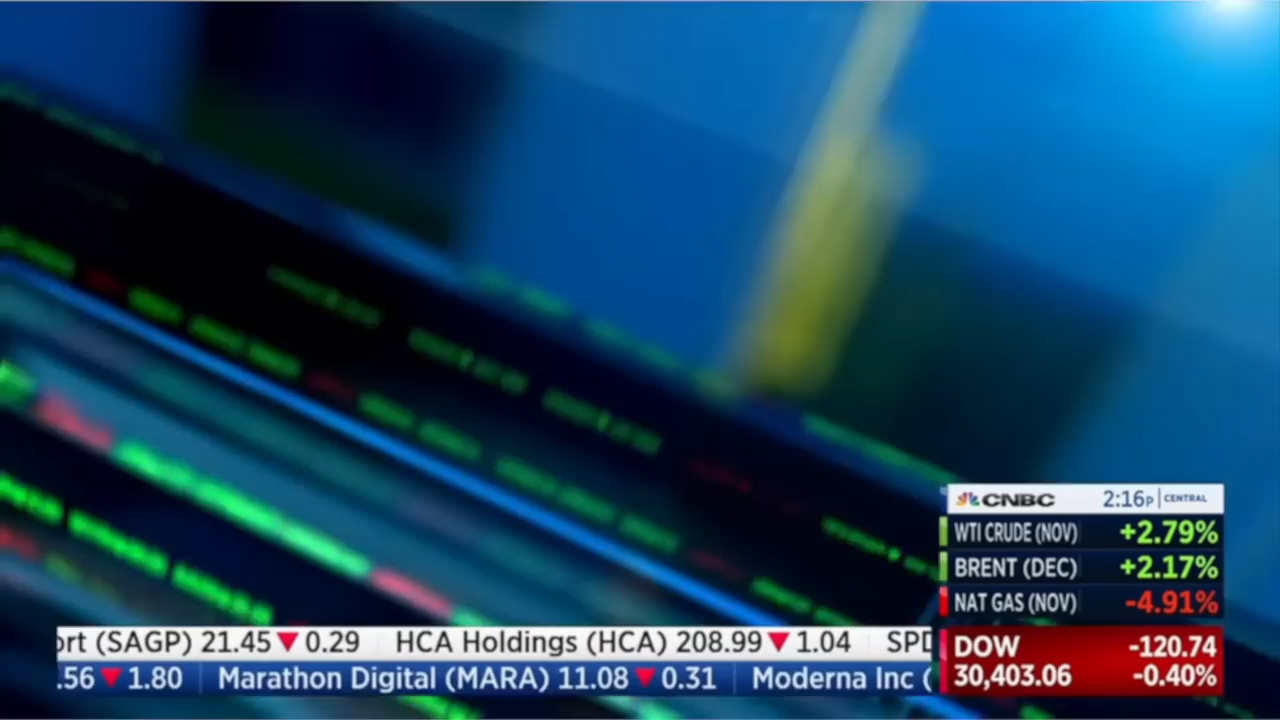 CNBC 2:16P CENTRAL
WTI CRUDE (NOV) +2.79%
BRENT (DEC) +2.17%
NAT GAS (NOV) -4.91%
ort (SAGP) 21.45▼0.29 HCA Holdings (HCA) 208.99▼1.04 SPD
.56▼1.80 Marathon Digital (MARA) 11.08▼0.31 Moderna Inc (
DOW -120.74
30,403.06 -0.40%